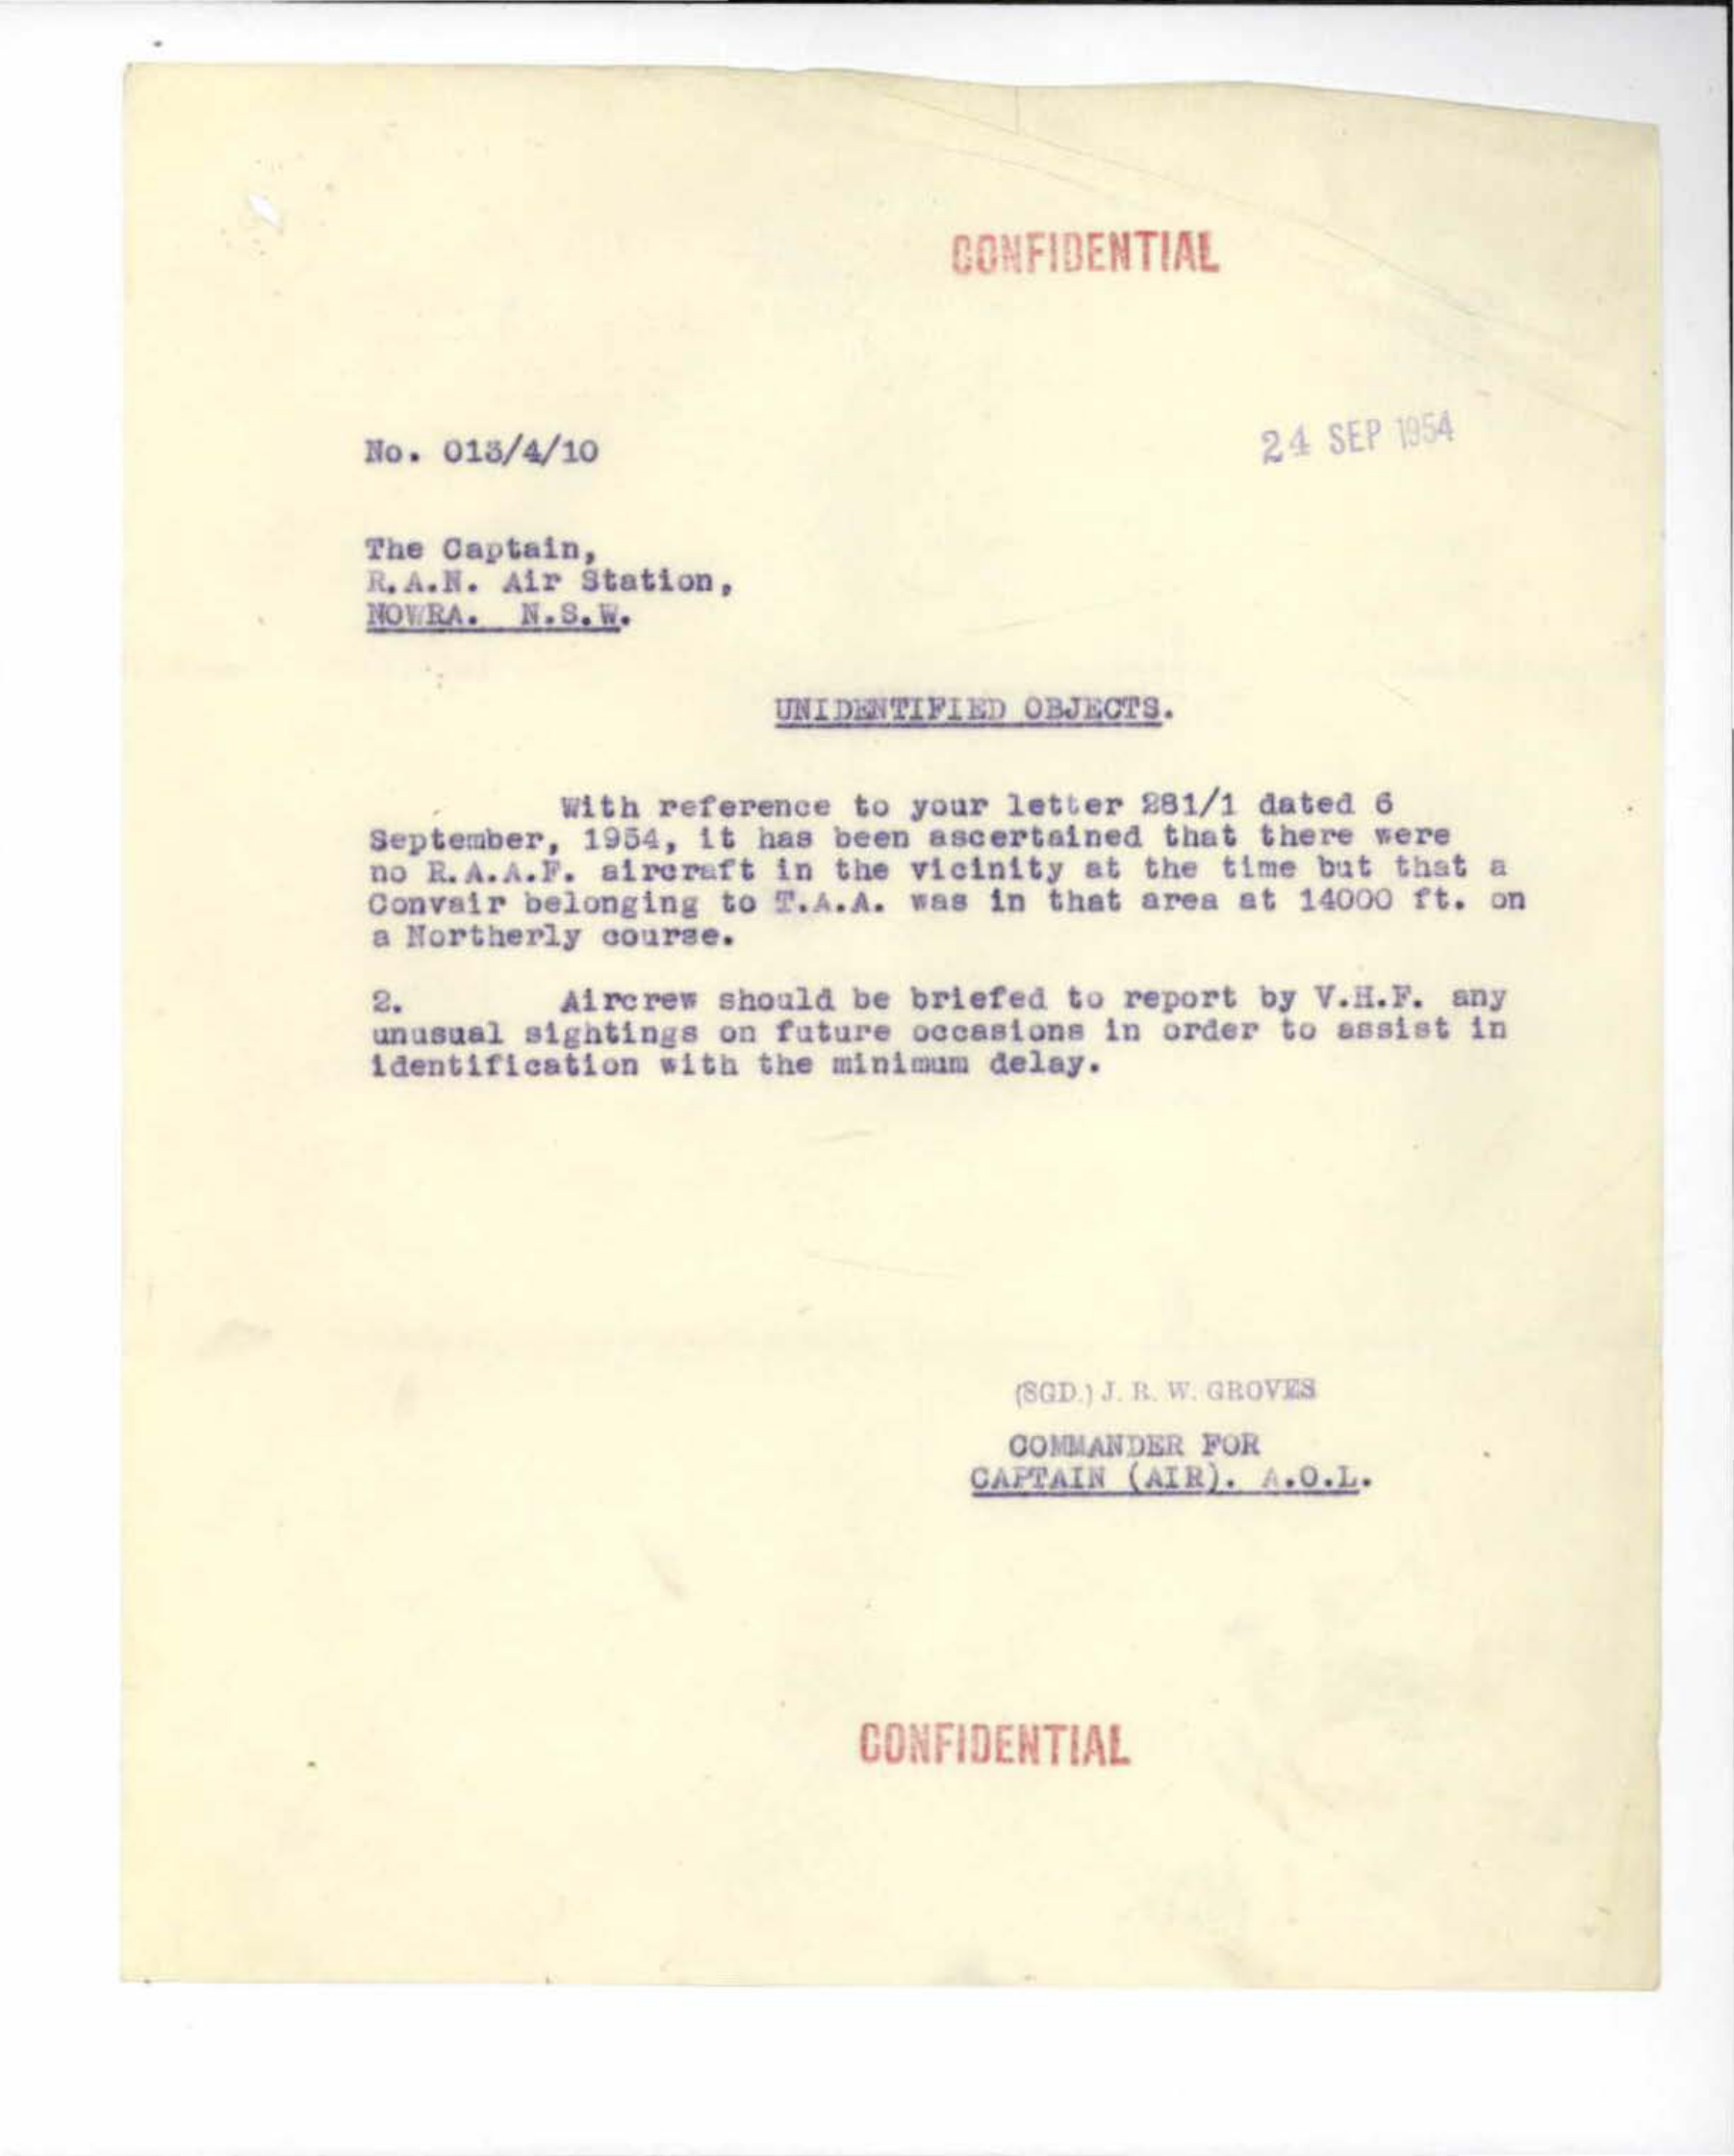 CONFIDENTIAL
24 SEP 1954
No. 013/4/10
The Captain,
R.A.N. Air Station,
NOWRA. N.S.W.
UNIDENTIFIED OBJECTS.
With reference to your letter 281/1 dated 6
September, 1954, it has been ascertained that there were
no R.A.A.F. aircraft in the vicinity at the time but that a
Convair belonging to T.A.A. was in that area at 14000 ft. on
a Northerly course.
2. Aircrew should be briefed to report by V.H.F. any
unusual sightings on future occasions in order to assist in
identification with the minimum delay.
(SGD.) J. R. W. GROVES
COMMANDER FOR
CAPTAIN (AIR). A.O.L.
CONFIDENTIAL